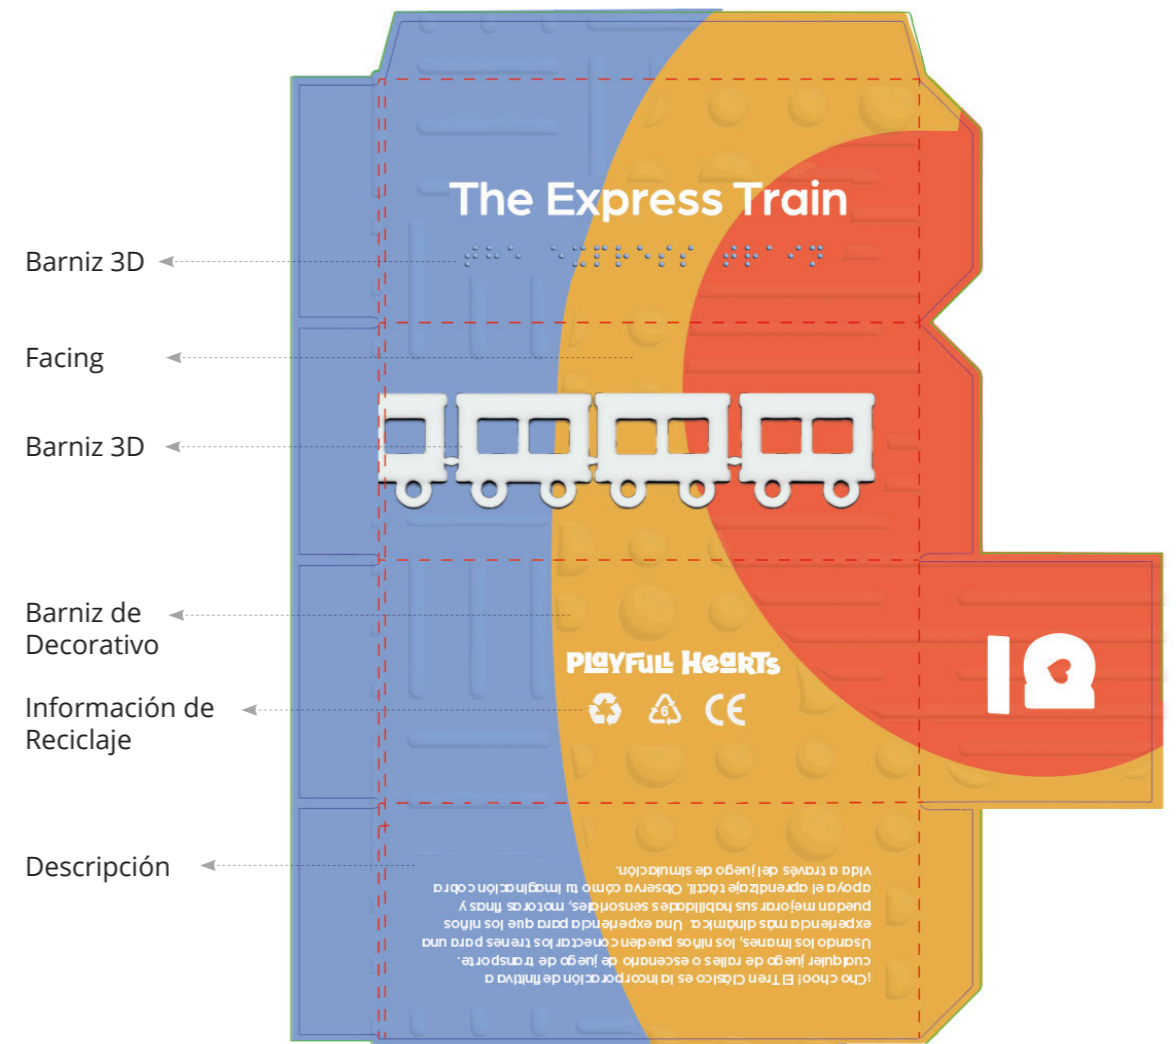 The Express Train
⠞⠓⠑ ⠑⠭⠏⠗⠑⠎⠎ ⠞⠗⠁⠊⠝
Barniz 3D
Facing
Barniz 3D
Barniz de
Decorativo
PLaYFULL HeaRTs
Información de
Reciclaje
6 CE
Descripción
¡Cho choo! El Tren Clásico es la incorporación definitiva a
cualquier juego de raíles o escenario de juego de transporte.
Usando los imanes, los niños pueden conectar los trenes para una
experiencia más dinámica. Una experiencia para que los niños
puedan mejorar sus habilidades sensoriales, motoras finas y
apoya el aprendizaje táctil. Observa cómo tu imaginación cobra
vida a través del juego de simulación.